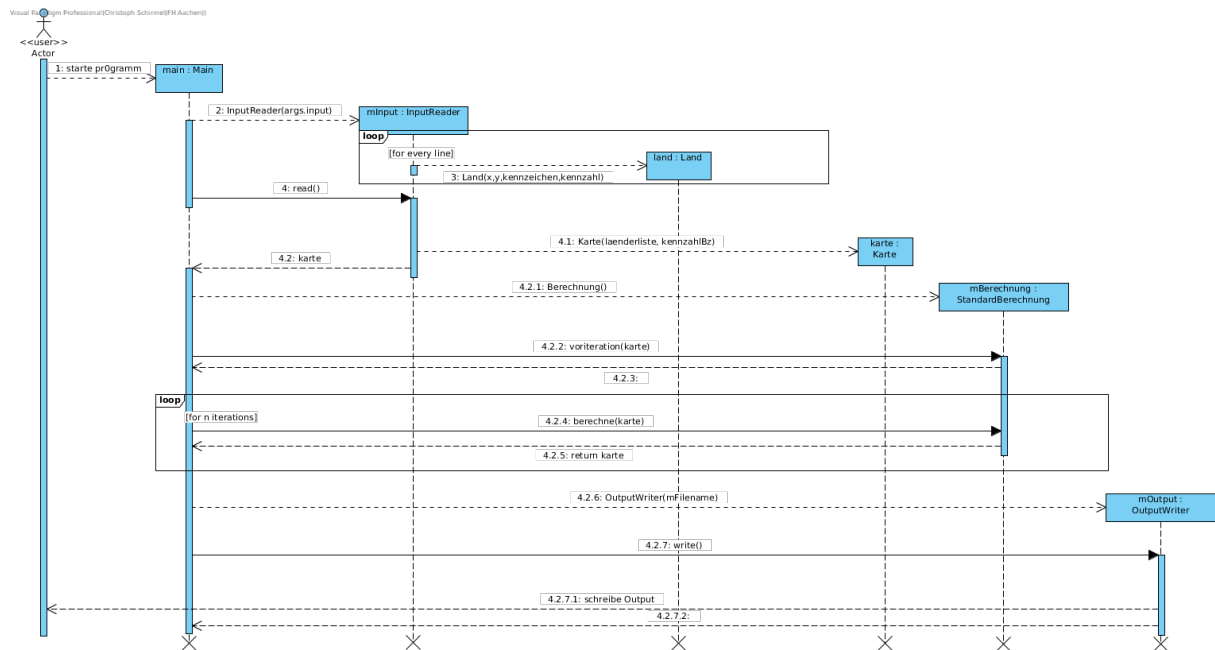 Visual Paradigm Professional(Christoph Schirmel(FH Aachen))
<<user>>
Actor
1: starte pr0gramm
main : Main
2: InputReader(args.input)
mInput : InputReader
loop
[for every line]
land : Land
3: Land(x,y,kennzeichen,kennzahl)
4: read()
4.1: Karte(laenderliste, kennzahlBz)
karte :
Karte
4.2: karte
4.2.1: Berechnung()
mBerechnung :
StandardBerechnung
4.2.2: voriteration(karte)
4.2.3:
loop
[for n iterations]
4.2.4: berechne(karte)
4.2.5: return karte
4.2.6: OutputWriter(mFilename)
mOutput :
OutputWriter
4.2.7: write()
4.2.7.1: schreibe Output
4.2.7.2: